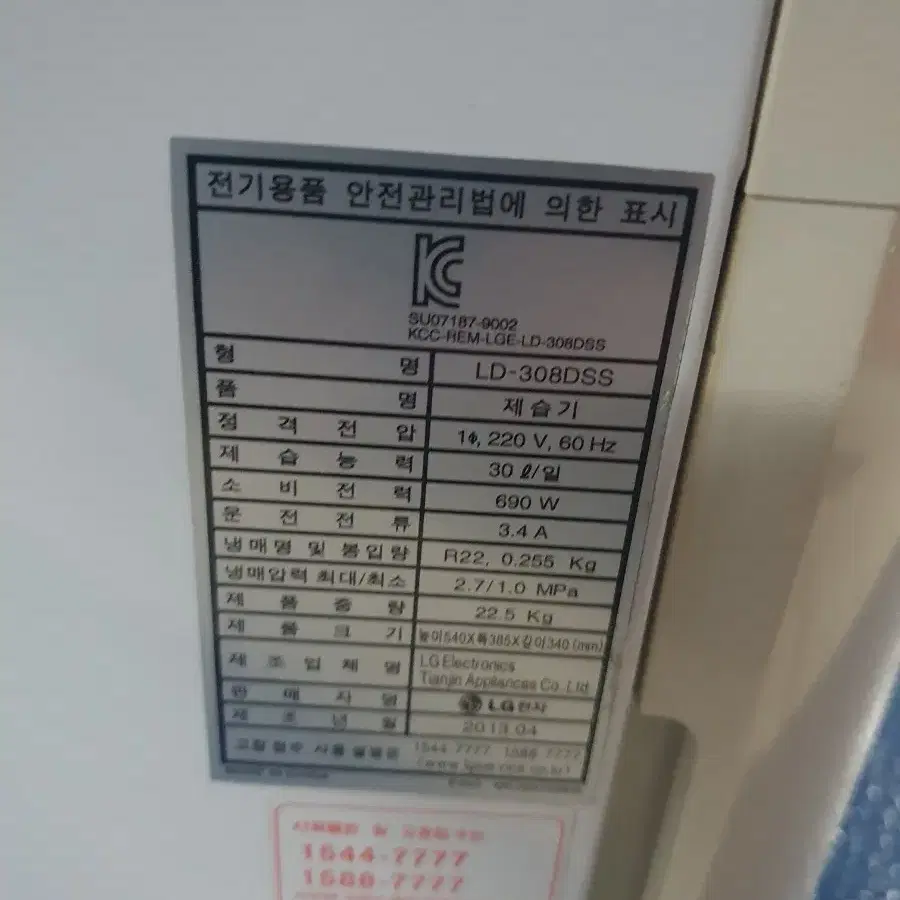 전기용품 안전관리법에 의한 표시
KC
SU07187-9002
KCC-REM-LGE-LD-308DSS
형 명 LD-308DSS
품 명 제습기
정 격 전 압 1Φ, 220 V, 60 Hz
제 습 능 력 30 ℓ/일
소 비 전 력 690 W
운 전 전 류 3.4 A
냉매명 및 봉입량 R22, 0.255 Kg
냉매압력 최대/최소 2.7/1.0 MPa
제 품 중 량 22.5 Kg
제 품 크 기 높이540X폭385X깊이340 (mm)
제 조 업 체 명 LG Electronics
Tianjin Appliances Co., Ltd.
판 매 자 명 LG전자
제 조 년 월 2013.04
1544-7777 1588-7777
1544-7777
1588-7777